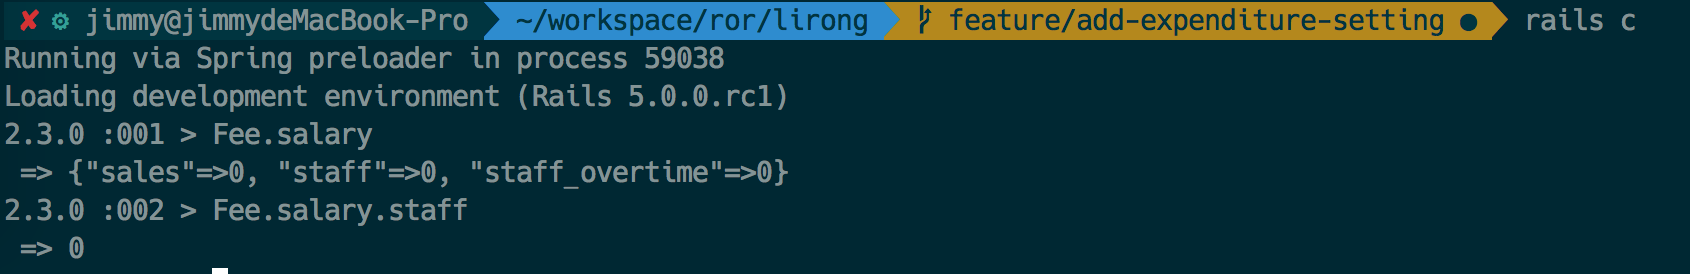 ✘ ⚙ jimmy@jimmydeMacBook-Pro ~/workspace/ror/lirong feature/add-expenditure-setting ● rails c
Running via Spring preloader in process 59038
Loading development environment (Rails 5.0.0.rc1)
2.3.0 :001 > Fee.salary
=> {"sales"=>0, "staff"=>0, "staff_overtime"=>0}
2.3.0 :002 > Fee.salary.staff
=> 0